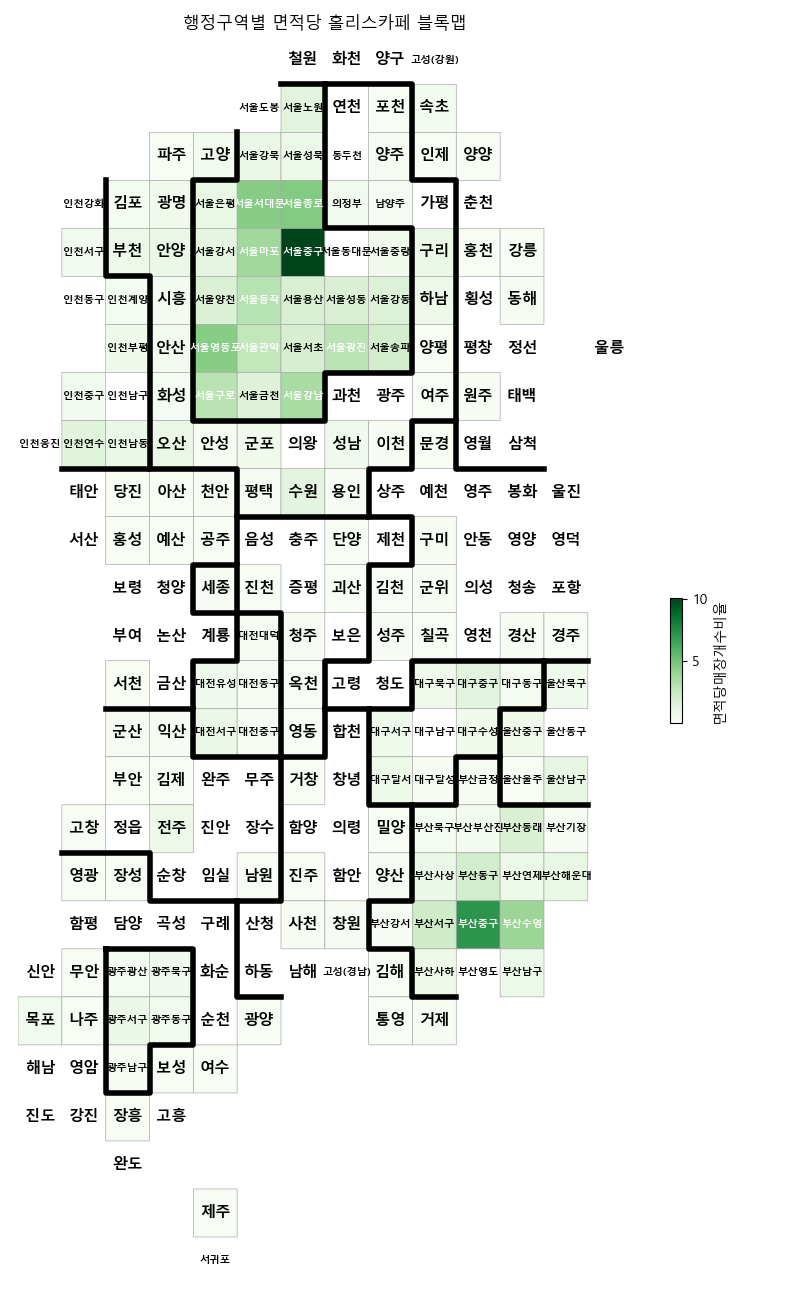 행정구역별 면적당 홀리스카페 블록맵
철원 화천 양구 고성(강원)
서울도봉 서울노원 연천 포천 속초
파주 고양 서울강북 서울성북 동두천 양주 인제 양양
인천강화 김포 광명 서울은평 서울서대문 서울종로 의정부 남양주 가평 춘천
인천서구 부천 안양 서울강서 서울마포 서울중구 서울동대문 서울중랑 구리 홍천 강릉
인천동구 인천계양 시흥 서울양천 서울동작 서울용산 서울성동 서울강동 하남 횡성 동해
인천부평 안산 서울영등포 서울관악 서울서초 서울광진 서울송파 양평 평창 정선 울릉
인천중구 인천남구 화성 서울구로 서울금천 서울강남 과천 광주 여주 원주 태백
인천옹진 인천연수 인천남동 오산 안성 군포 의왕 성남 이천 문경 영월 삼척
태안 당진 아산 천안 평택 수원 용인 상주 예천 영주 봉화 울진
서산 홍성 예산 공주 음성 충주 단양 제천 구미 안동 영양 영덕
보령 청양 세종 진천 증평 괴산 김천 군위 의성 청송 포항
부여 논산 계룡 대전대덕 청주 보은 성주 칠곡 영천 경산 경주
서천 금산 대전유성 대전동구 옥천 고령 청도 대구북구 대구중구 대구동구 울산북구
군산 익산 대전서구 대전중구 영동 합천 대구서구 대구남구 대구수성 울산중구 울산동구
부안 김제 완주 무주 거창 창녕 대구달서 대구달성 부산금정 울산울주 울산남구
고창 정읍 전주 진안 장수 함양 의령 밀양 부산북구 부산부산진 부산동래 부산기장
영광 장성 순창 임실 남원 진주 함안 양산 부산사상 부산동구 부산연제 부산해운대
함평 담양 곡성 구례 산청 사천 창원 부산강서 부산서구 부산중구 부산수영
신안 무안 광주광산 광주북구 화순 하동 남해 고성(경남) 김해 부산사하 부산영도 부산남구
목포 나주 광주서구 광주동구 순천 광양 통영 거제
해남 영암 광주남구 보성 여수
진도 강진 장흥 고흥
완도
제주
서귀포
10
5
면적당매장개수비율